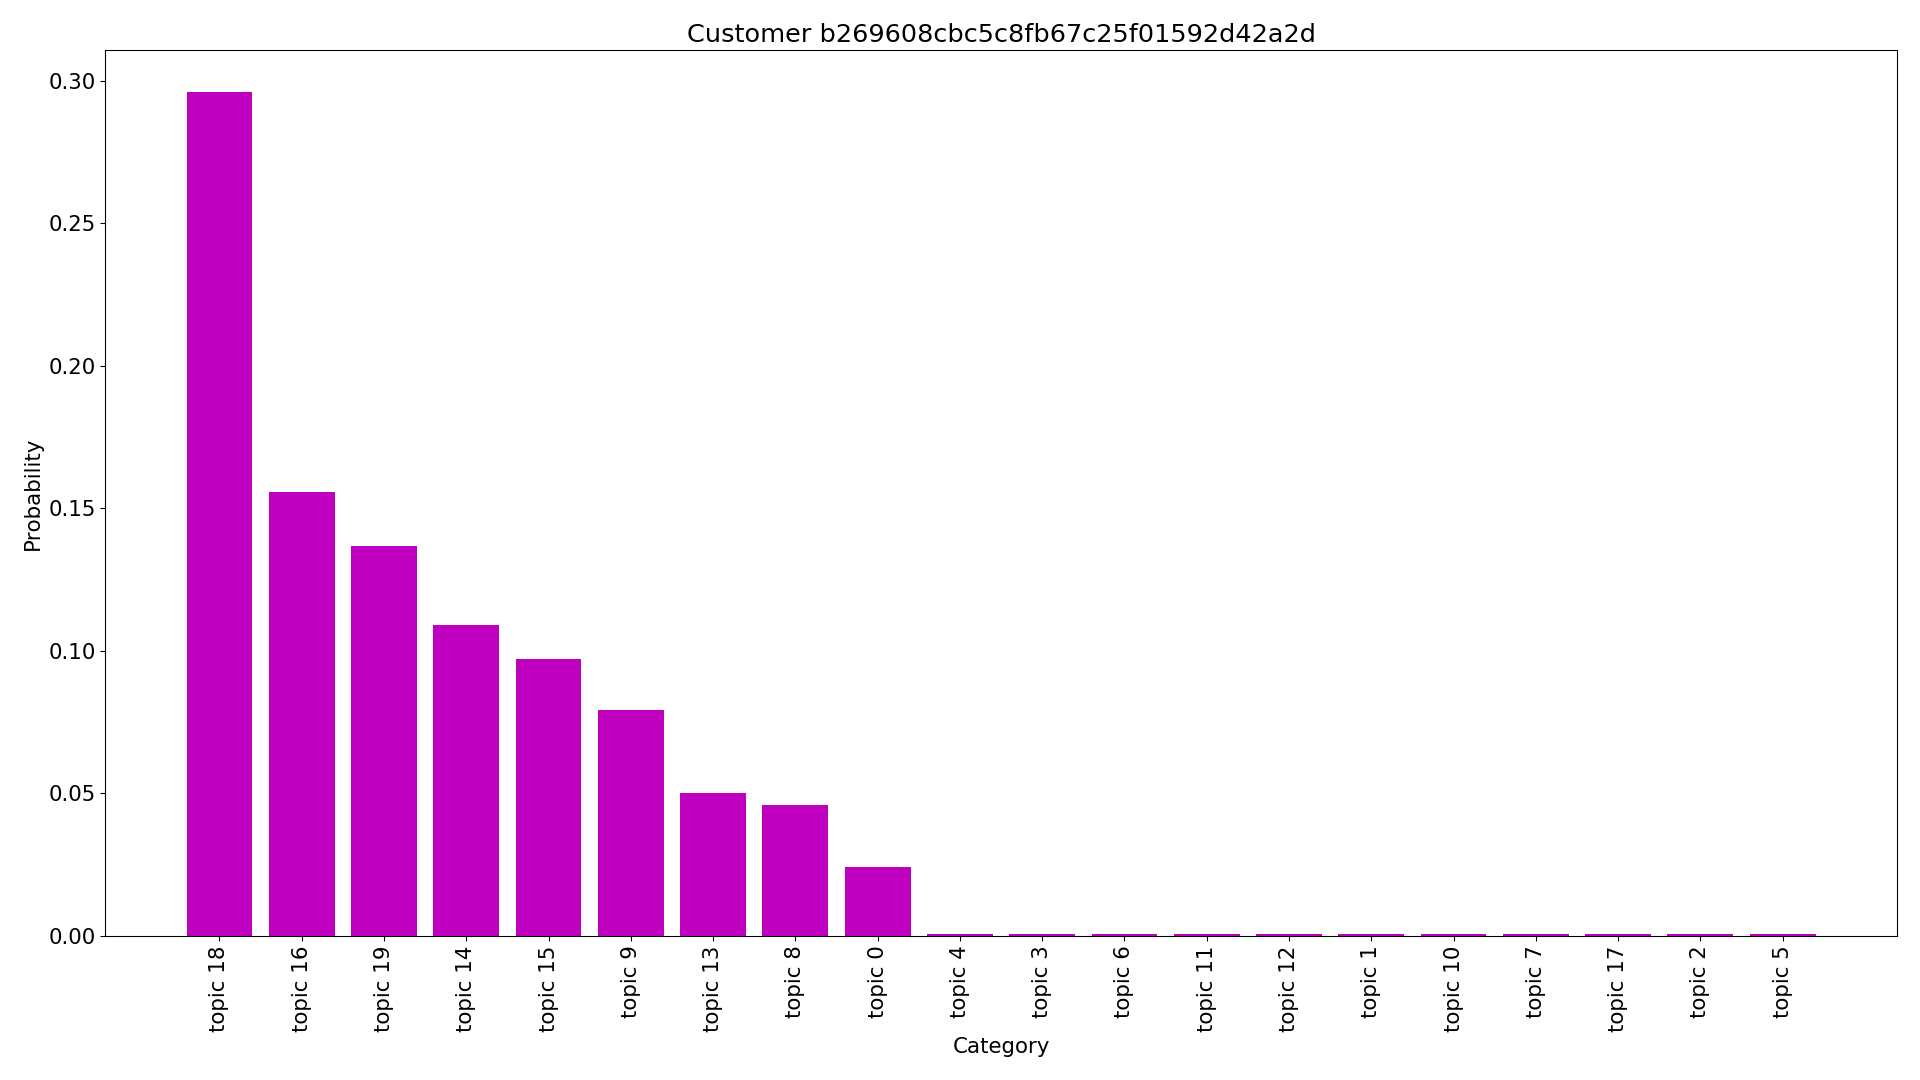 Customer b269608cbc5c8fb67c25f01592d42a2d
0.30
0.25
0.20
0.15
0.10
0.05
0.00
Probability
topic 18
topic 16
topic 19
topic 14
topic 15
topic 9
topic 13
topic 8
topic 0
topic 4
topic 3
topic 6
topic 11
topic 12
topic 1
topic 10
topic 7
topic 17
topic 2
topic 5
Category